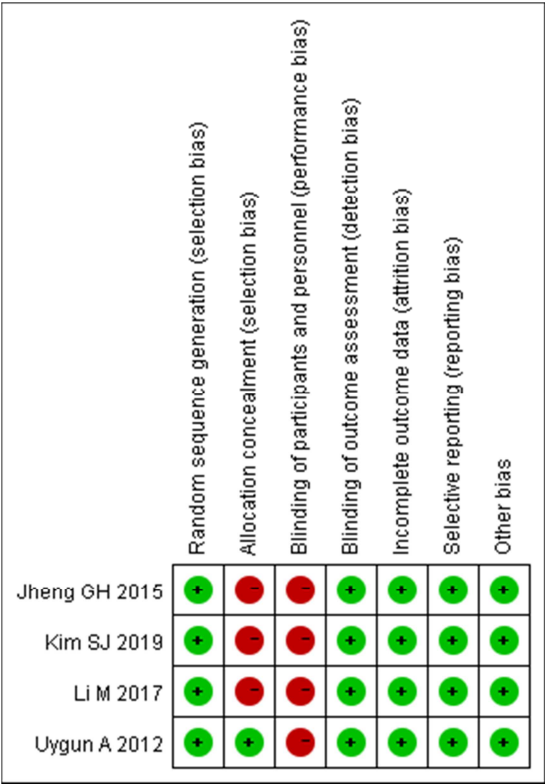 Random sequence generation (selection bias)
Allocation concealment (selection bias)
Blinding of participants and personnel (performance bias)
Blinding of outcome assessment (detection bias)
Incomplete outcome data (attrition bias)
Selective reporting (reporting bias)
Other bias
Jheng GH 2015 + - - + + + +
Kim SJ 2019 + - - + + + +
Li M 2017 + - - + + + +
Uygun A 2012 + + - + + + +